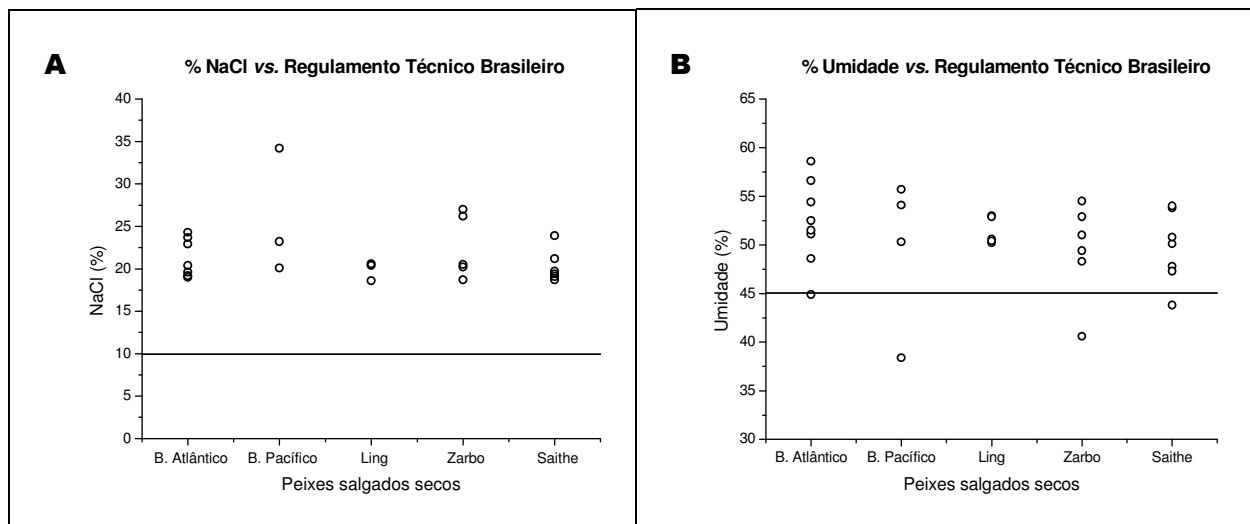 A
% NaCl vs. Regulamento Técnico Brasileiro
40
35
30
25
20
15
10
5
0
NaCl (%)
B. Atlântico B. Pacífico Ling Zarbo Saithe
Peixes salgados secos
B
% Umidade vs. Regulamento Técnico Brasileiro
65
60
55
50
45
40
35
30
Umidade (%)
B. Atlântico B. Pacífico Ling Zarbo Saithe
Peixes salgados secos